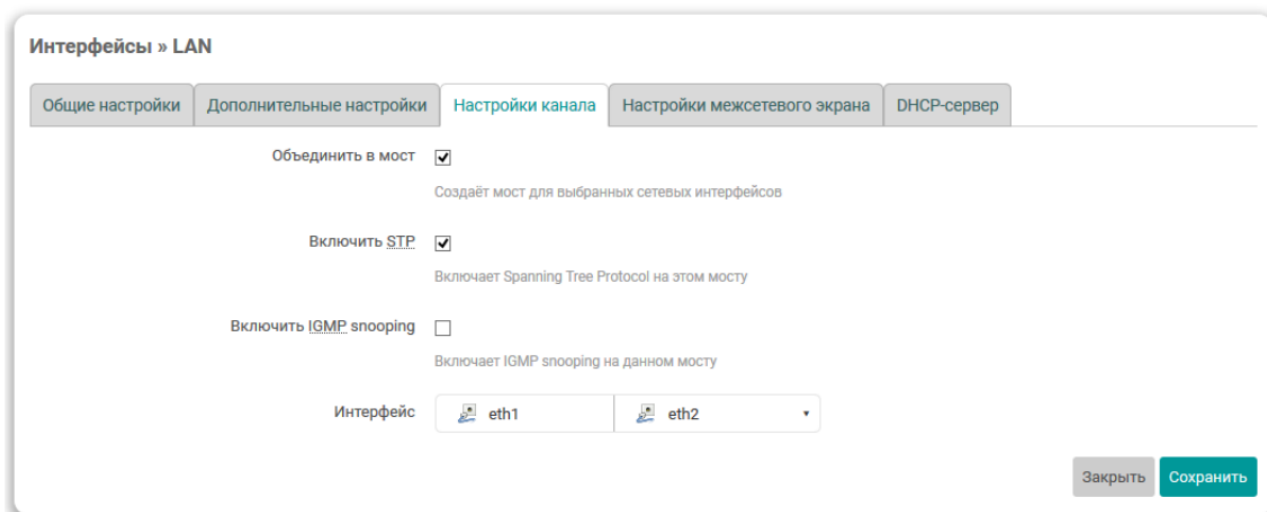 Интерфейсы » LAN
Общие настройки Дополнительные настройки Настройки канала Настройки межсетевого экрана DHCP-сервер
Объединить в мост
Создаёт мост для выбранных сетевых интерфейсов
Включить STP
Включает Spanning Tree Protocol на этом мосту
Включить IGMP snooping
Включает IGMP snooping на данном мосту
Интерфейс eth1 eth2
Закрыть Сохранить